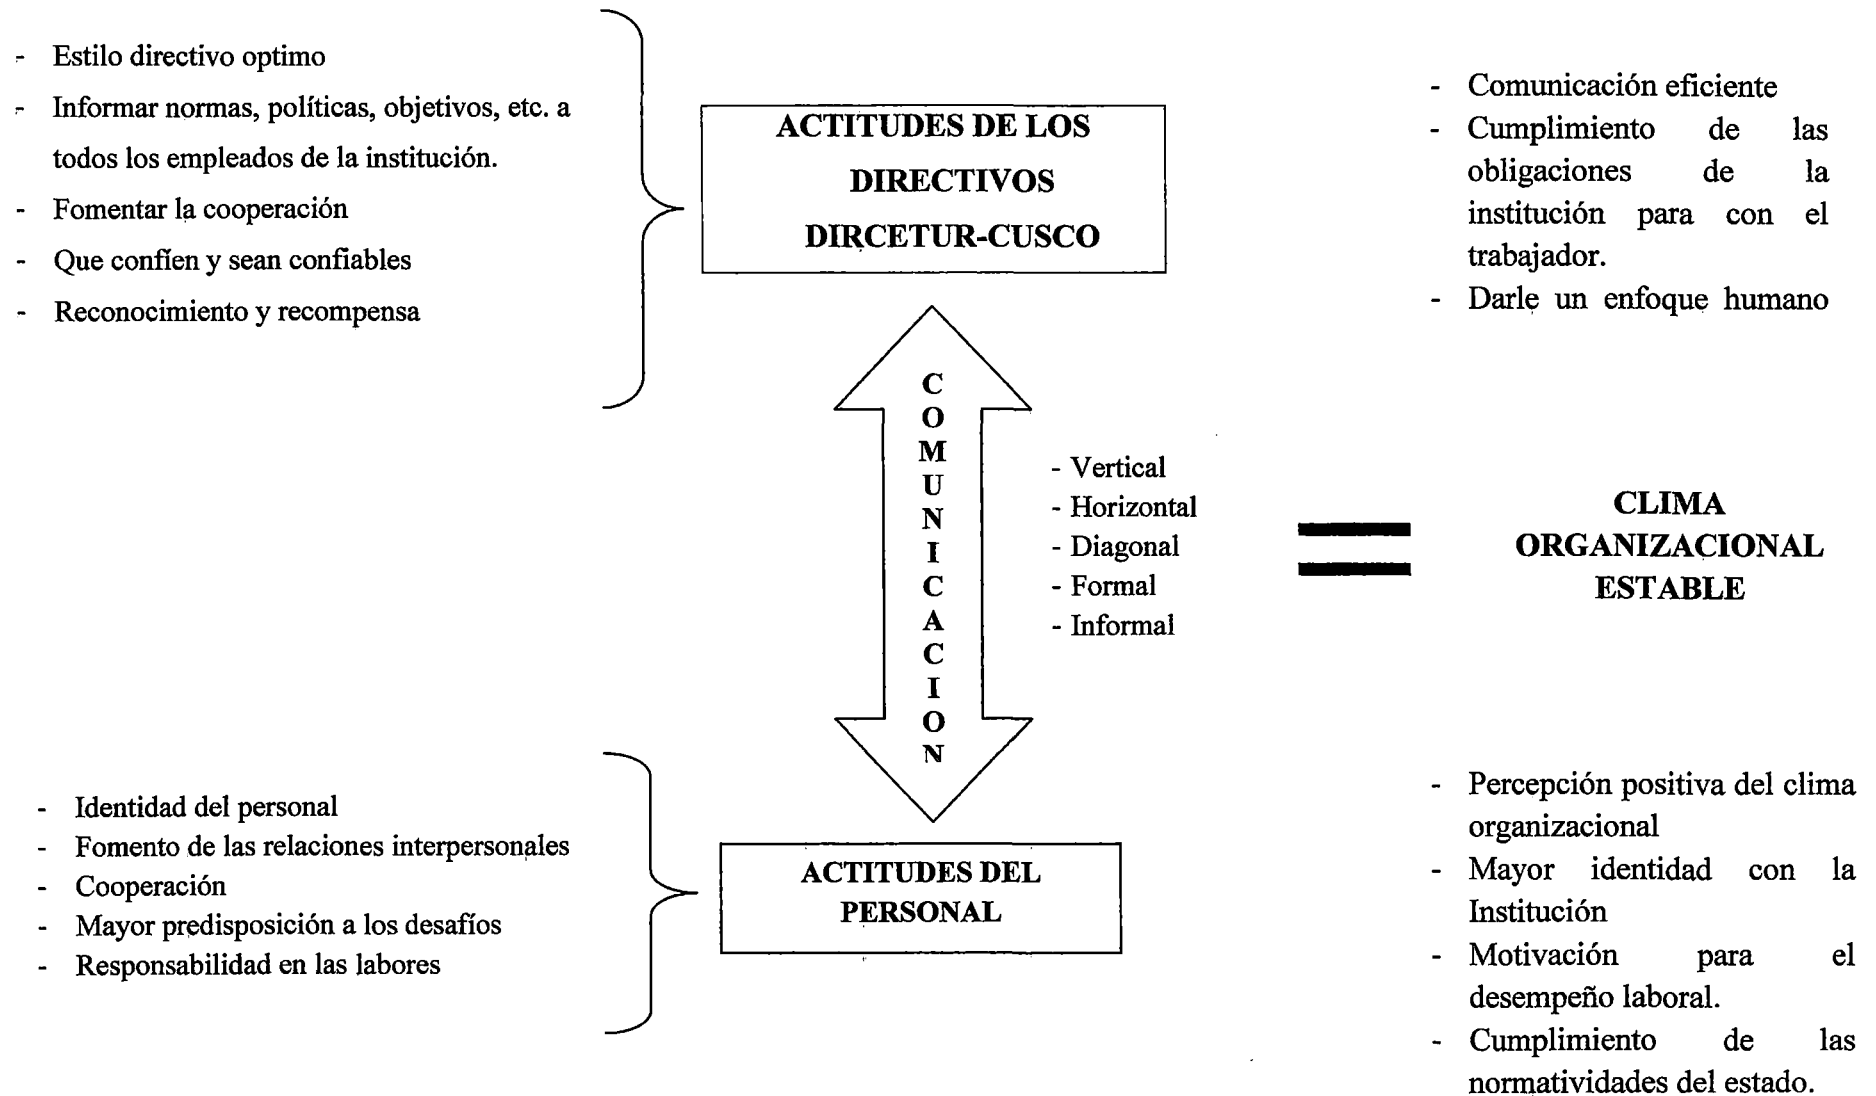 - Estilo directivo optimo
- Informar normas, políticas, objetivos, etc. a
todos los empleados de la institución.
- Fomentar la cooperación
- Que confíen y sean confiables
- Reconocimiento y recompensa
ACTITUDES DE LOS
DIRECTIVOS
DIRCETUR-CUSCO
- Comunicación eficiente
- Cumplimiento de las
obligaciones de la
institución para con el
trabajador.
- Darle un enfoque humano
C
O
M
U
N
I
C
A
C
I
O
N
- Vertical
- Horizontal
- Diagonal
- Formal
- Informal
CLIMA
ORGANIZACIONAL
ESTABLE
- Identidad del personal
- Fomento de las relaciones interpersonales
- Cooperación
- Mayor predisposición a los desafíos
- Responsabilidad en las labores
ACTITUDES DEL
PERSONAL
- Percepción positiva del clima
organizacional
- Mayor identidad con la
Institución
- Motivación para el
desempeño laboral.
- Cumplimiento de las
normatividades del estado.